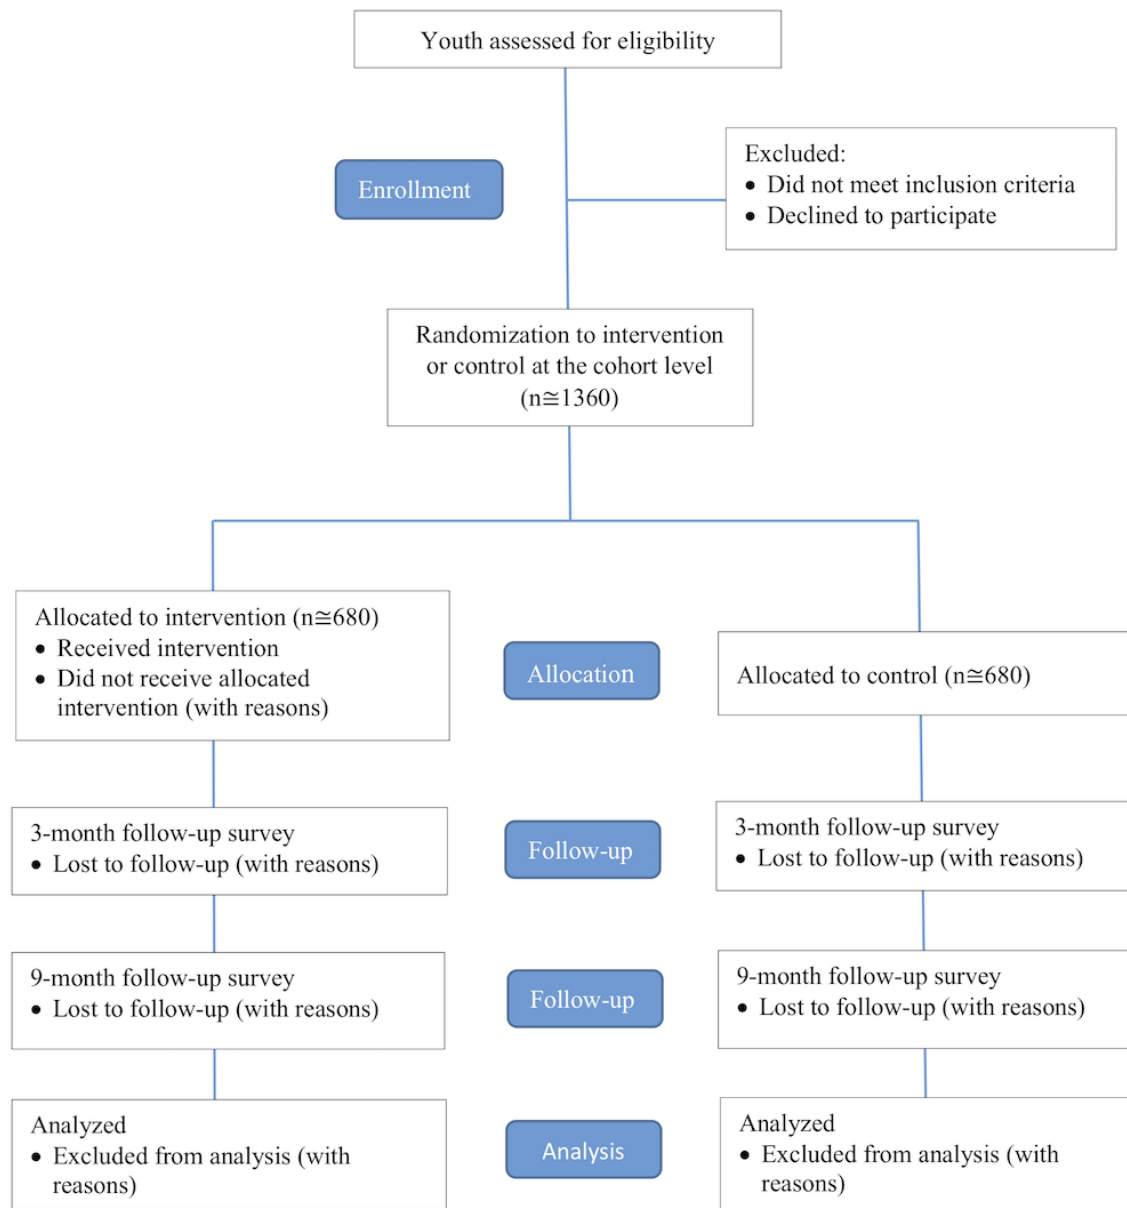 Youth assessed for eligibility
Enrollment
Excluded:
• Did not meet inclusion criteria
• Declined to participate
Randomization to intervention
or control at the cohort level
(n≅1360)
Allocated to intervention (n≅680)
• Received intervention
• Did not receive allocated
intervention (with reasons)
Allocation
Allocated to control (n≅680)
3-month follow-up survey
• Lost to follow-up (with reasons)
Follow-up
3-month follow-up survey
• Lost to follow-up (with reasons)
9-month follow-up survey
• Lost to follow-up (with reasons)
Follow-up
9-month follow-up survey
• Lost to follow-up (with reasons)
Analyzed
• Excluded from analysis (with
reasons)
Analysis
Analyzed
• Excluded from analysis (with
reasons)